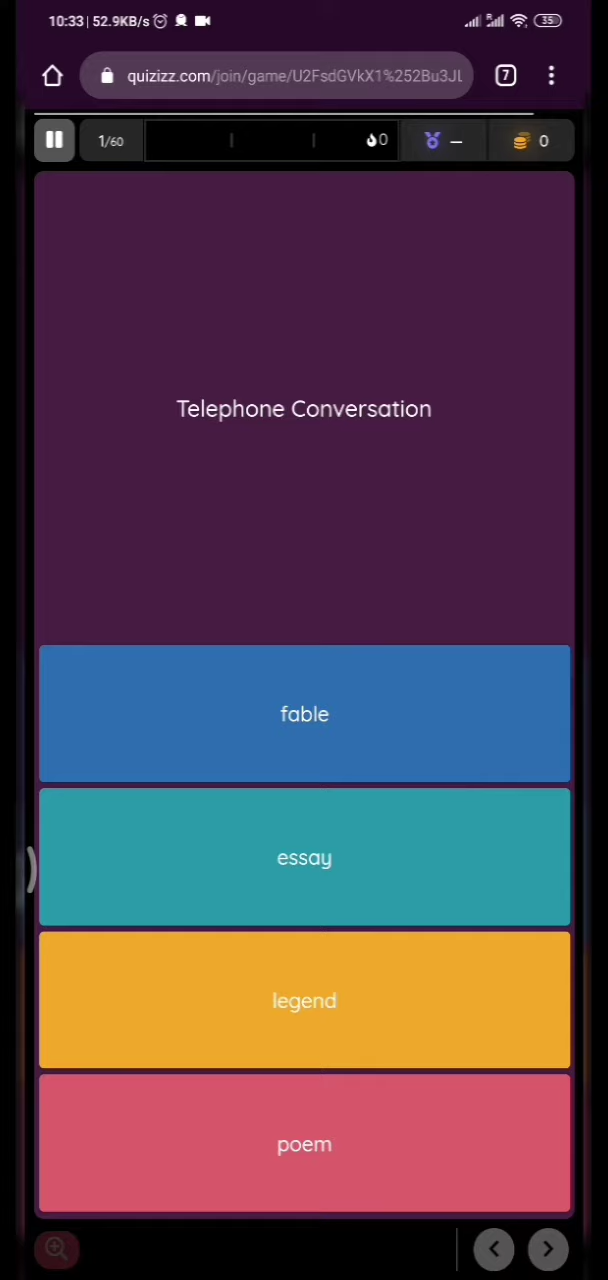 10:33 | 52.9KB/s 35
quizizz.com/join/game/U2FsdGVkX1%252Bu3JL 7
1/60 0 – 0
Telephone Conversation
fable
essay
legend
poem